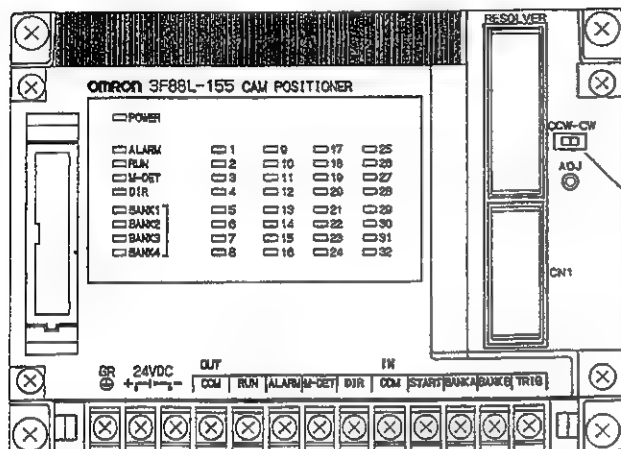 RESOLVER
OMRON 3F88L-155 CAM POSITIONER
POWER
ALARM 1 9 17 25
RUN 2 10 18 26
M-DET 3 11 19 27
DIR 4 12 20 28
BANK1 5 13 21 29
BANK2 6 14 22 30
BANK3 7 15 23 31
BANK4 8 16 24 32
CCW-CW
ADJ
CN1
GR 24VDC OUT IN
+ - COM RUN ALARM M-DET DIR COM START BANKA BANKB TRIG